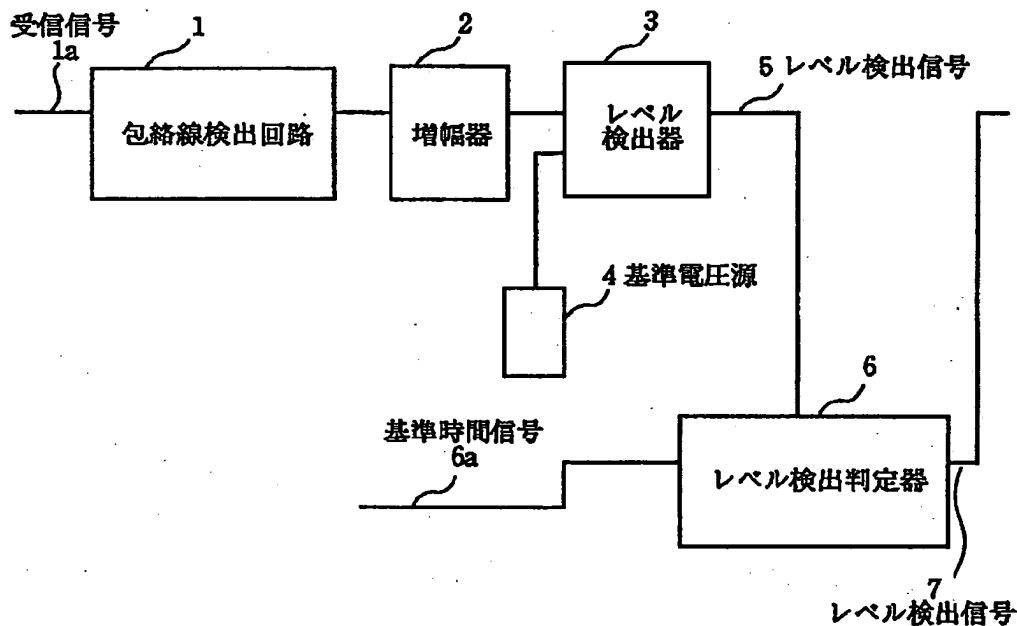 受信信号
1a
1
包絡線検出回路
2
増幅器
3
レベル
検出器
5 レベル検出信号
4 基準電圧源
基準時間信号
6a
6
レベル検出判定器
7
レベル検出信号